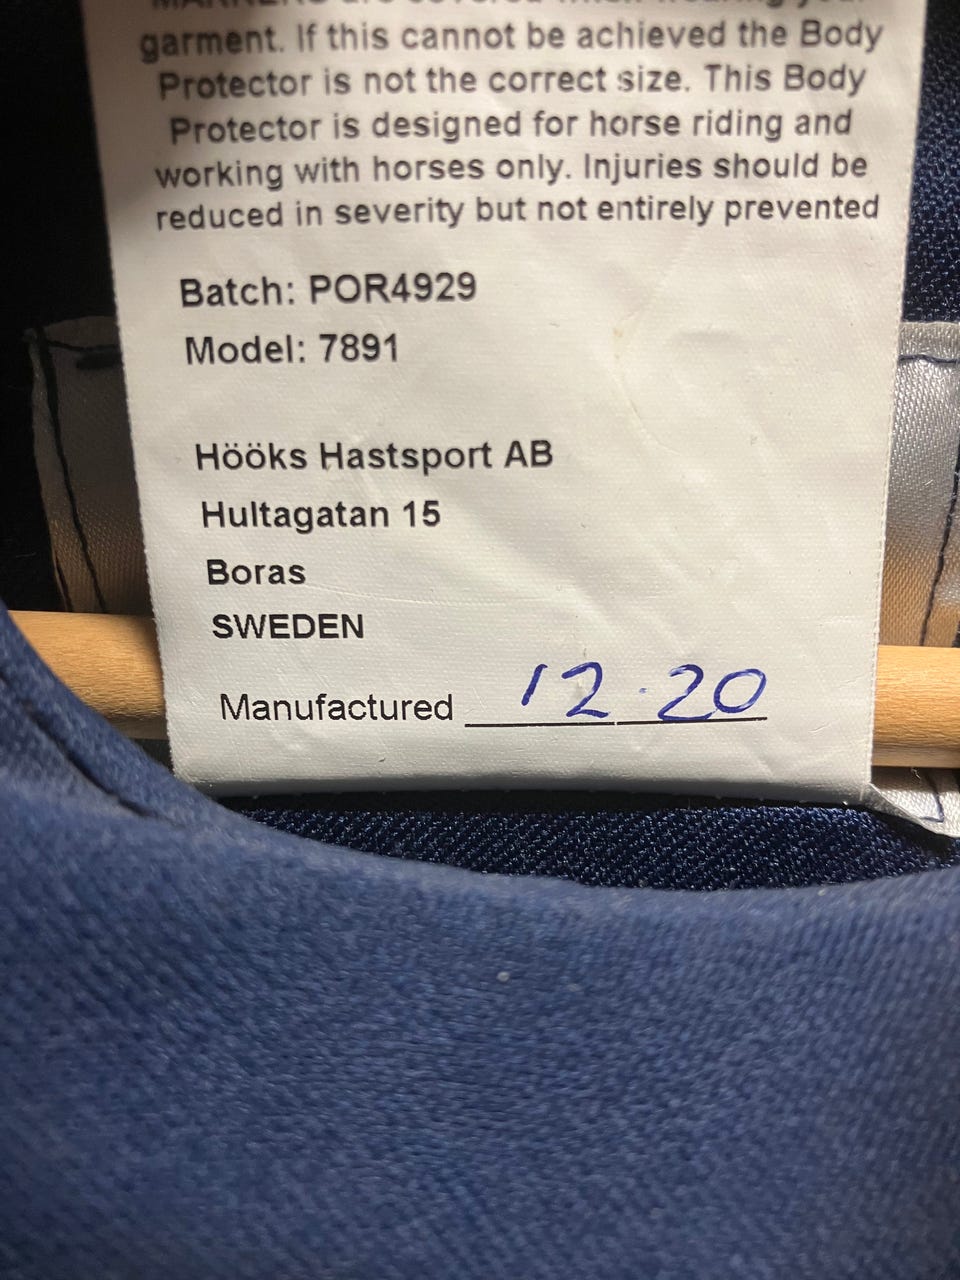 garment. If this cannot be achieved the Body
Protector is not the correct size. This Body
Protector is designed for horse riding and
working with horses only. Injuries should be
reduced in severity but not entirely prevented
Batch: POR4929
Model: 7891
Hööks Hastsport AB
Hultagatan 15
Boras
SWEDEN
Manufactured 12.20